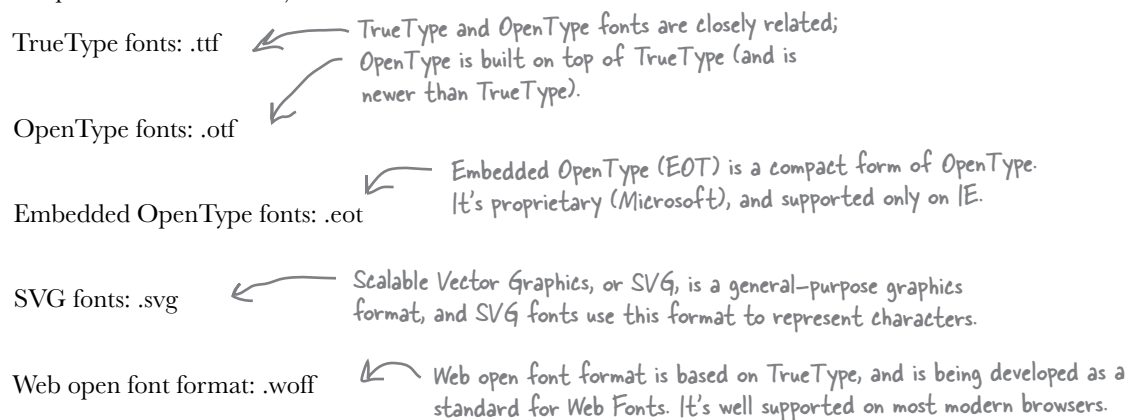 TrueType fonts: .ttf
TrueType and OpenType fonts are closely related;
OpenType is built on top of TrueType (and is
newer than TrueType).
OpenType fonts: .otf
Embedded OpenType (EOT) is a compact form of OpenType.
It's proprietary (Microsoft), and supported only on IE.
Embedded OpenType fonts: .eot
Scalable Vector Graphics, or SVG, is a general-purpose graphics
format, and SVG fonts use this format to represent characters.
SVG fonts: .svg
Web open font format is based on TrueType, and is being developed as a
standard for Web Fonts. It's well supported on most modern browsers.
Web open font format: .woff